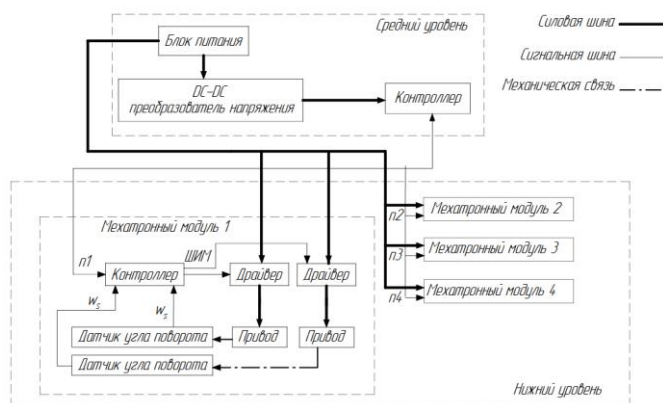 Блок питания
Средний уровень
Силовая шина
Сигнальная шина
Механическая связь
DC-DC
преобразователь напряжения
Контроллер
Мехатронный модуль 1
n2
Мехатронный модуль 2
n1
ШИМ
n3
Мехатронный модуль 3
Контроллер
Драйвер
Драйвер
n4
Мехатронный модуль 4
ws
ws
Датчик угла поворота
Привод
Привод
Датчик угла поворота
Нижний уровень